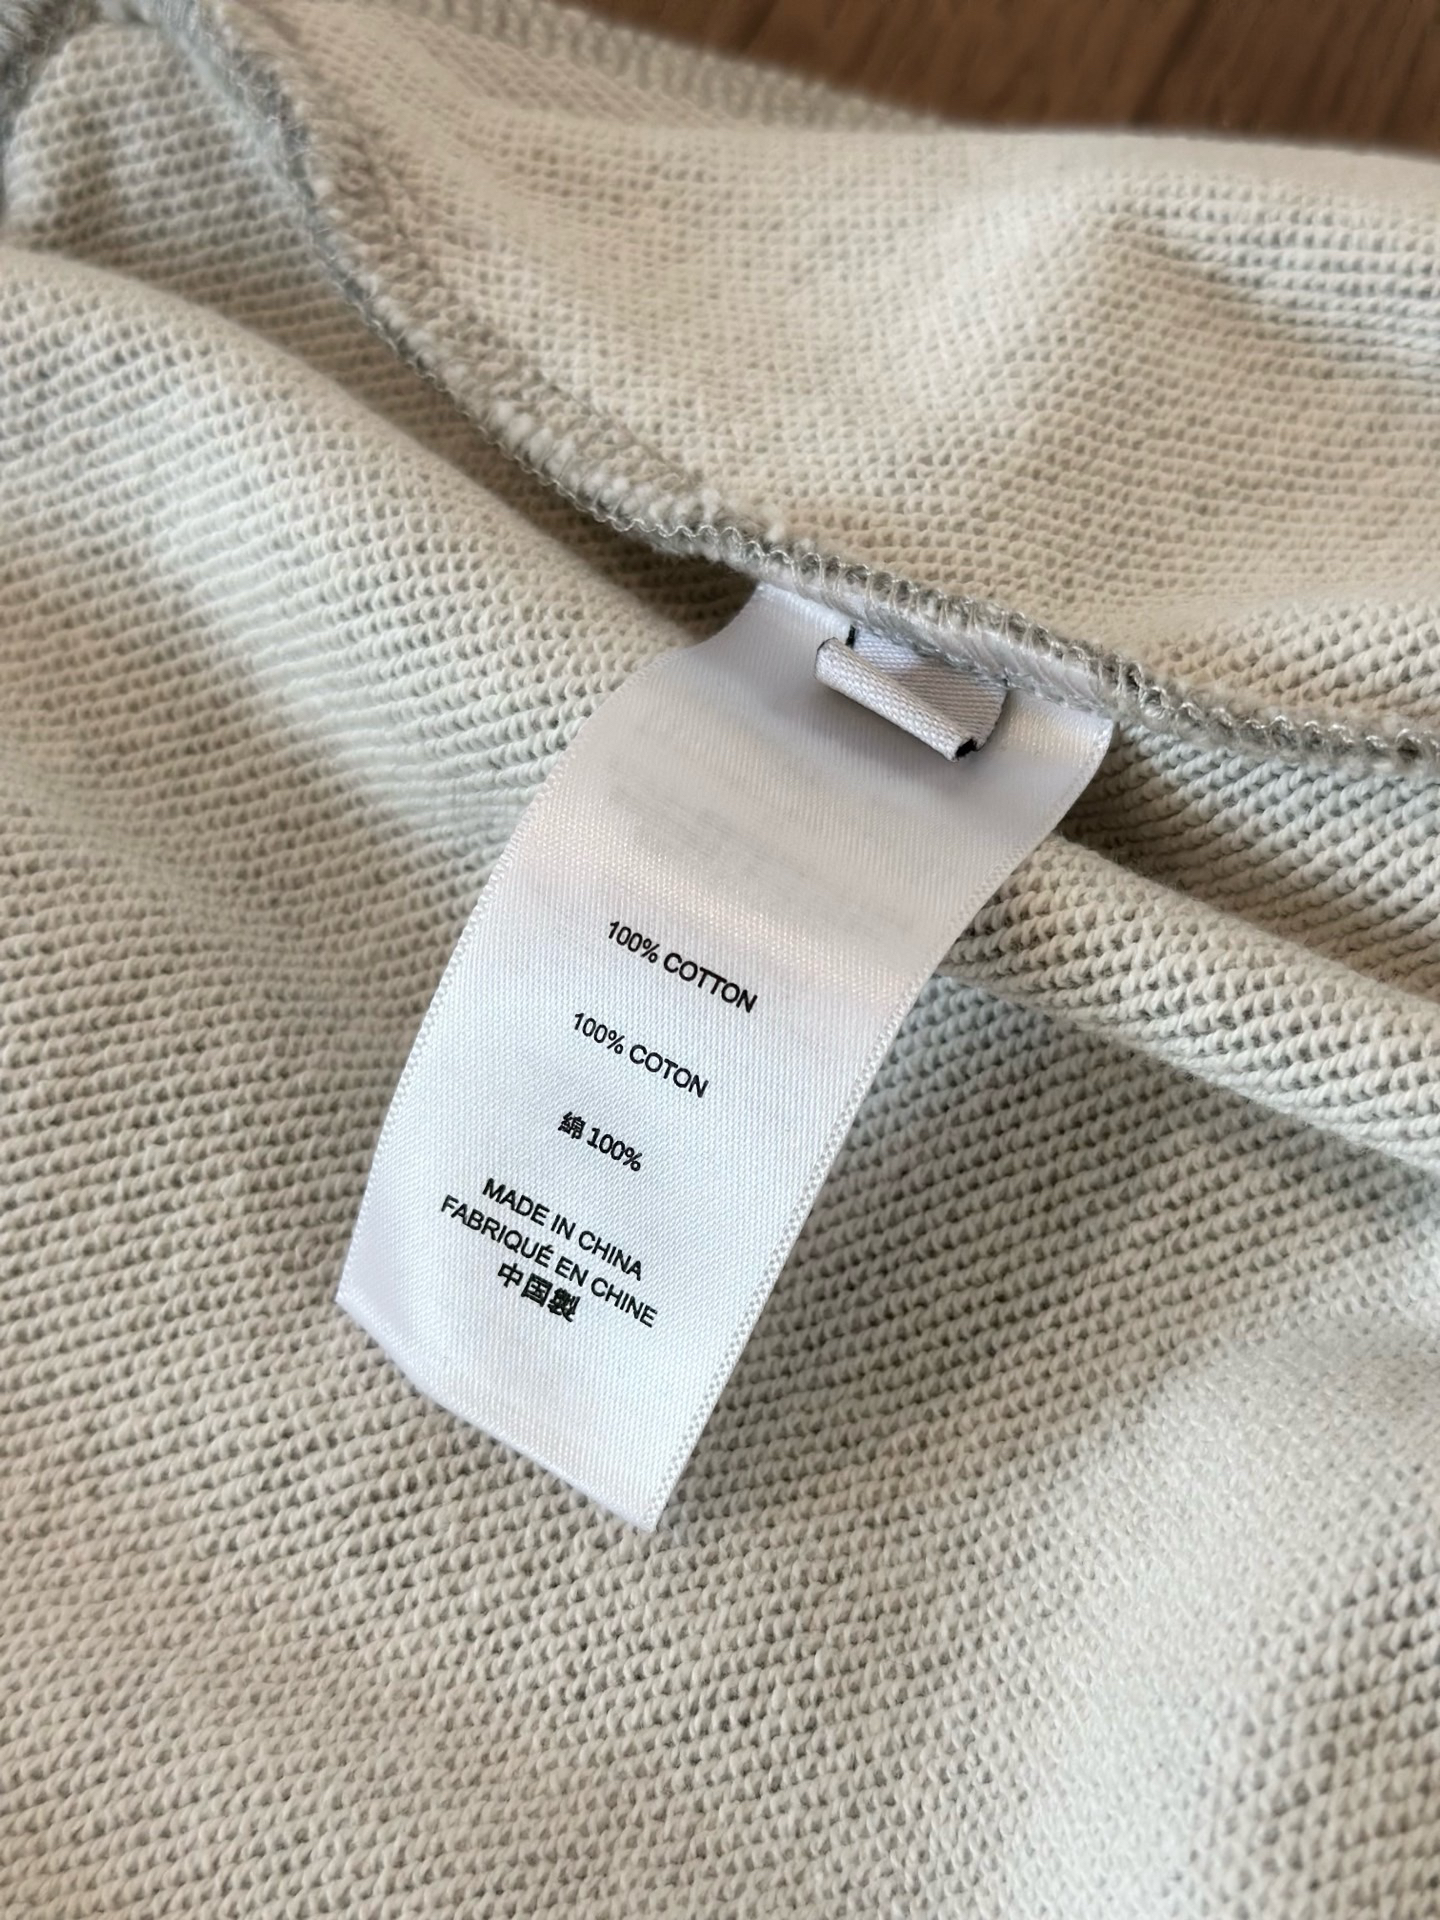 100% COTTON
100% COTON
綿 100%
MADE IN CHINA
FABRIQUÉ EN CHINE
中国製